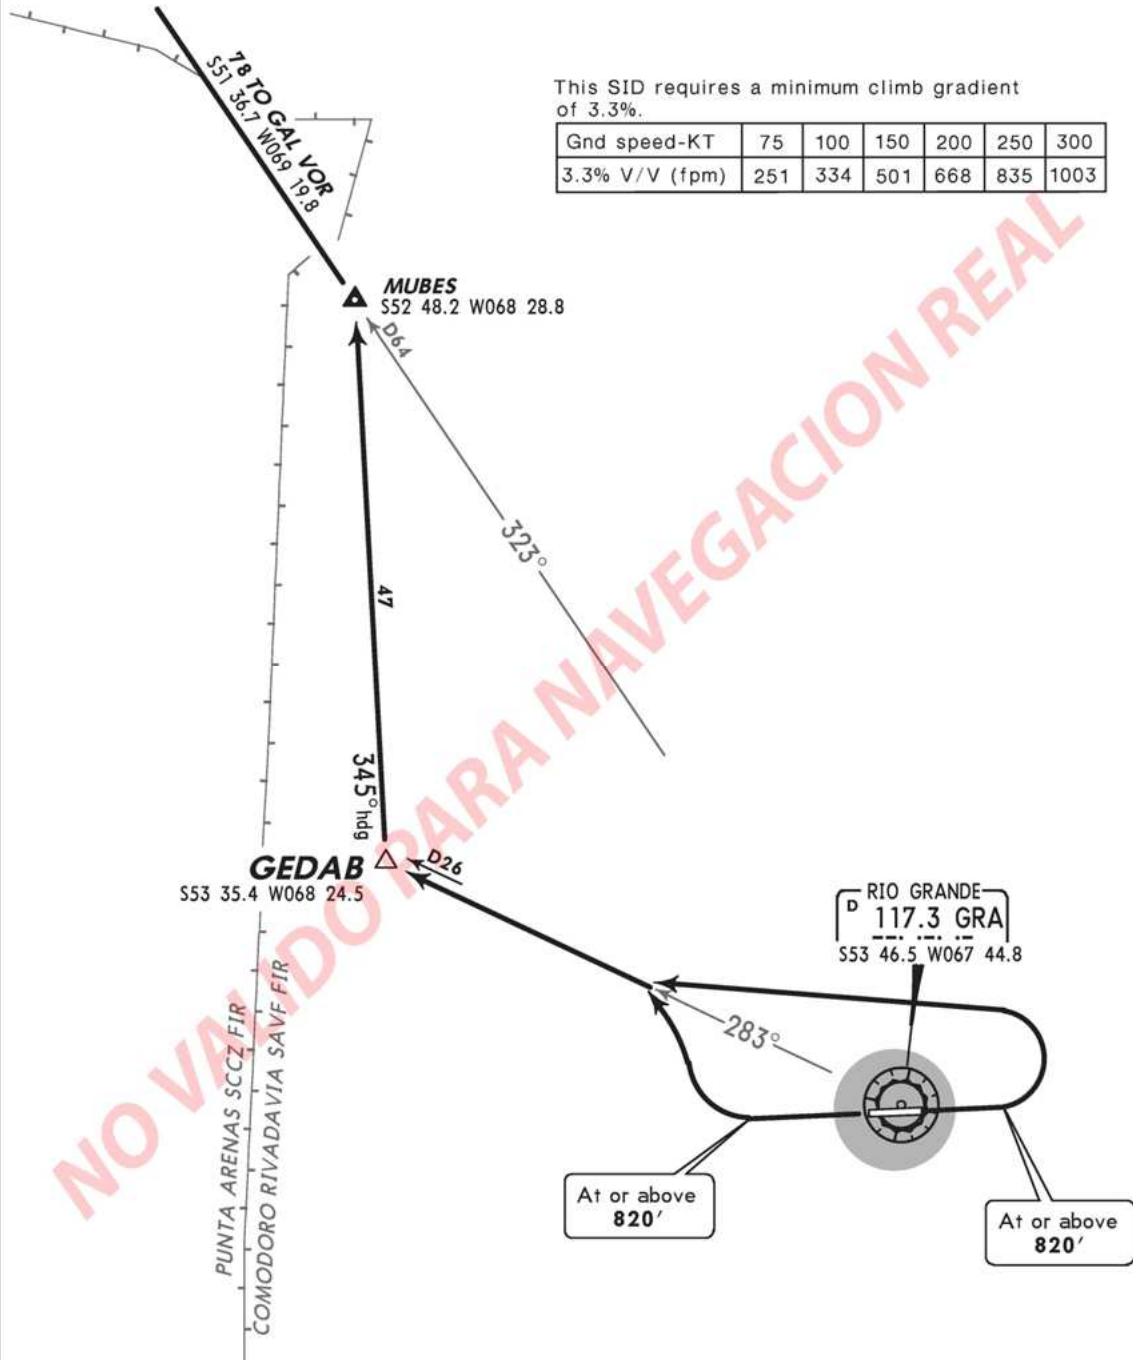 78 TO GAL VOR
S51 36.7 W069 19.8
This SID requires a minimum climb gradient
of 3.3%.
Gnd speed-KT 75 100 150 200 250 300
3.3% V/V (fpm) 251 334 501 668 835 1003
MUBES
S52 48.2 W068 28.8
D64
323°
47
345° hdg
GEDAB
S53 35.4 W068 24.5
D26
RIO GRANDE
D 117.3 GRA
S53 46.5 W067 44.8
283°
At or above
820'
At or above
820'
PUNTA ARENAS SCCZ FIR
COMODORO RIVADAVIA SAVF FIR
NO VALIDO PARA NAVEGACION REAL